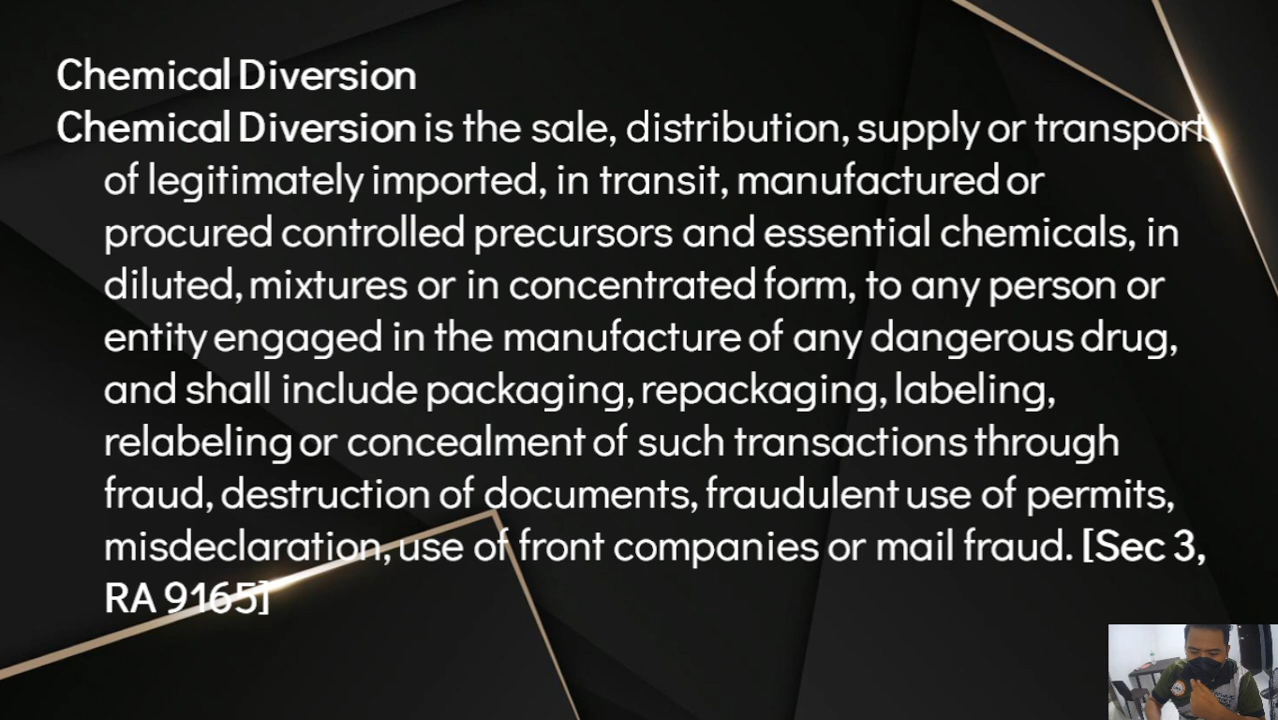 Chemical Diversion
Chemical Diversion is the sale, distribution, supply or transport,
of legitimately imported, in transit, manufactured or
procured controlled precursors and essential chemicals, in
diluted, mixtures or in concentrated form, to any person or
entity engaged in the manufacture of any dangerous drug,
and shall include packaging, repackaging, labeling,
relabeling or concealment of such transactions through
fraud, destruction of documents, fraudulent use of permits,
misdeclaration, use of front companies or mail fraud. [Sec 3,
RA 9165]